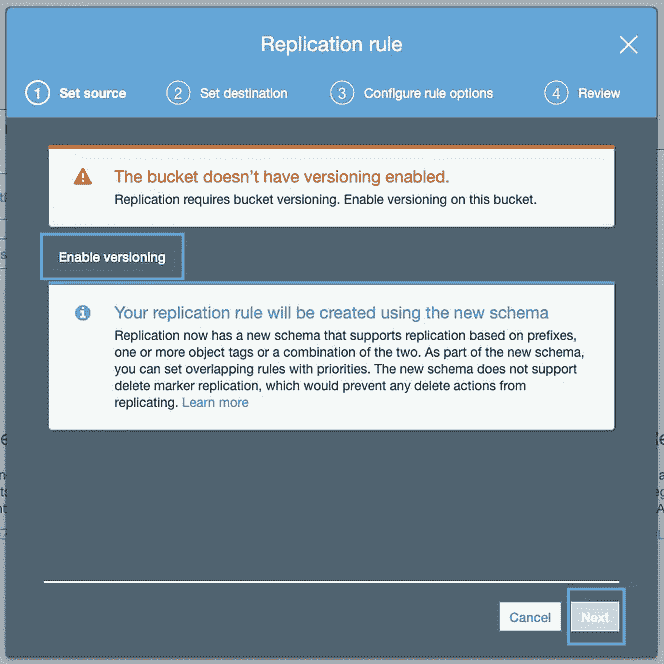 Replication rule
1 Set source 2 Set destination 3 Configure rule options 4 Review
The bucket doesn't have versioning enabled.
Replication requires bucket versioning. Enable versioning on this bucket.
Enable versioning
Your replication rule will be created using the new schema
Replication now has a new schema that supports replication based on prefixes,
one or more object tags or a combination of the two. As part of the new schema,
you can set overlapping rules with priorities. The new schema does not support
delete marker replication, which would prevent any delete actions from
replicating. Learn more
Cancel Next